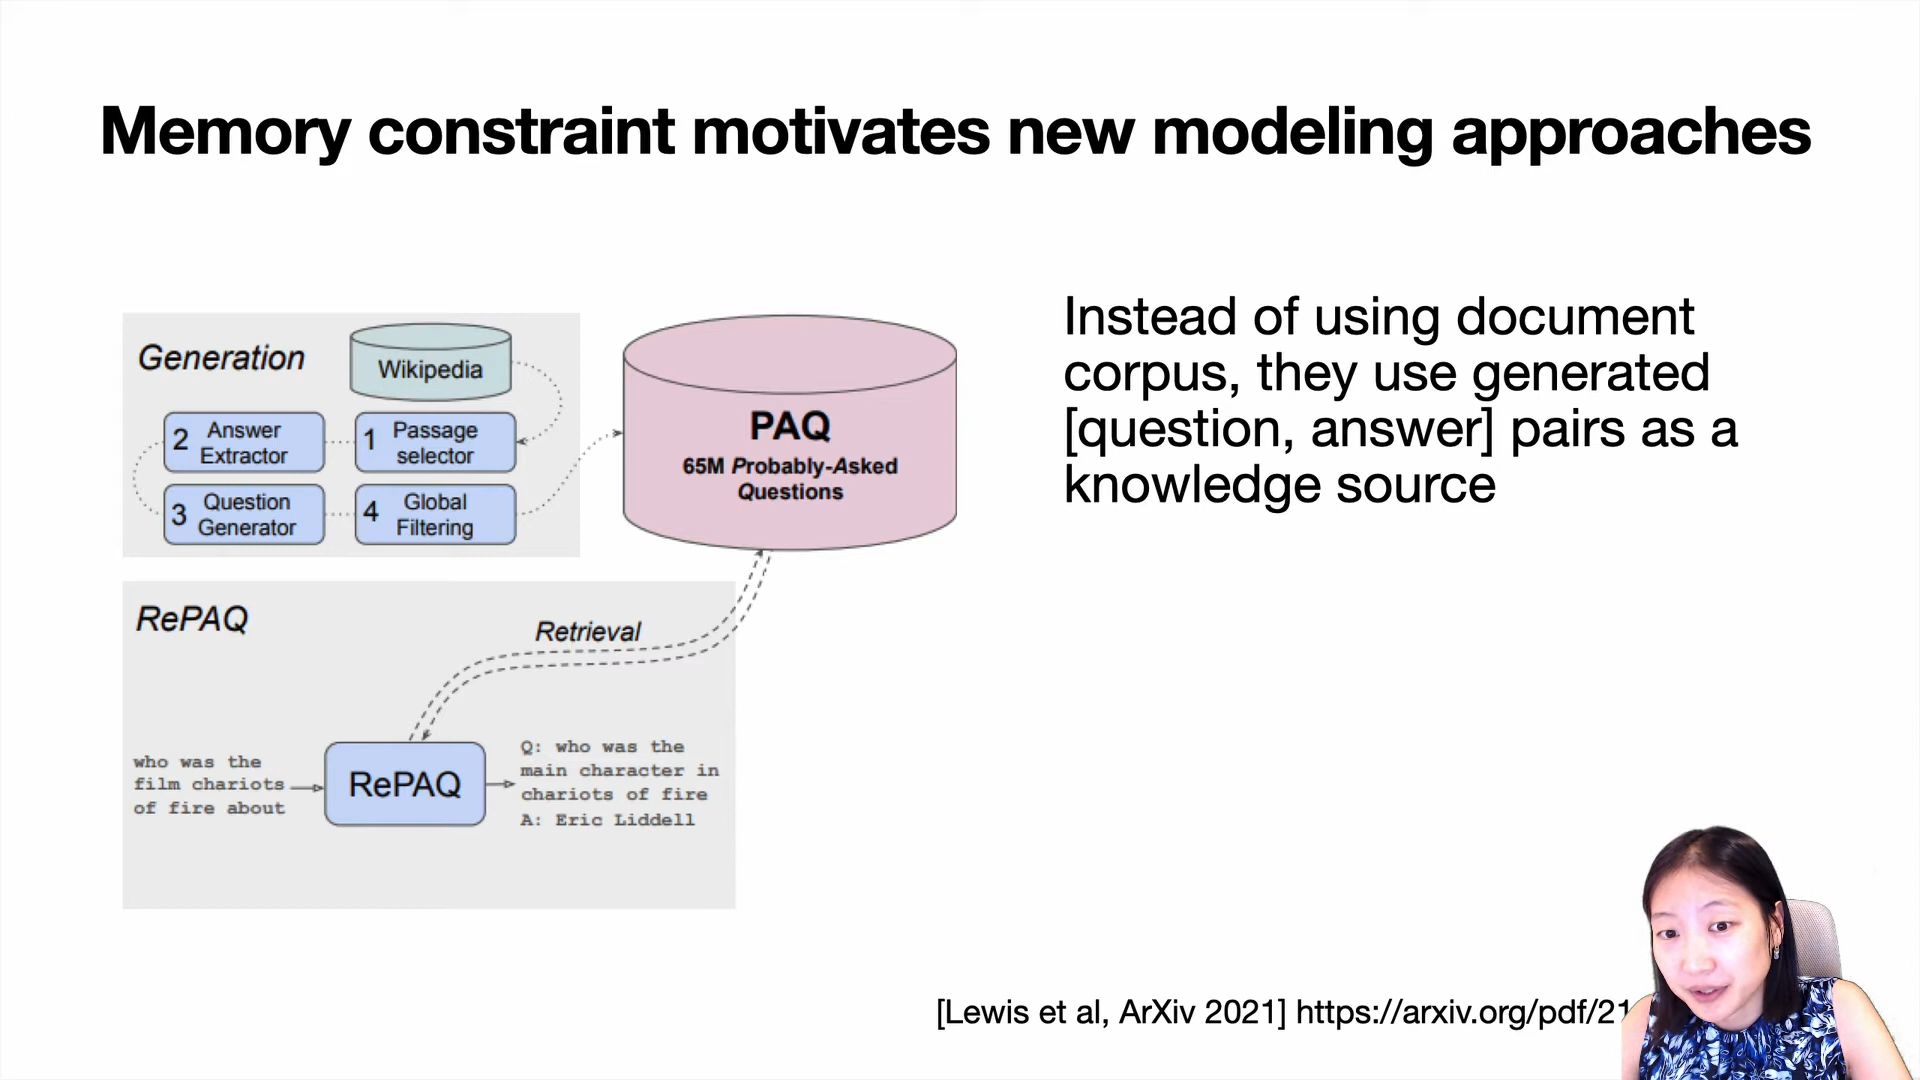 Memory constraint motivates new modeling approaches
Generation
Wikipedia
2 Answer
Extractor
1 Passage
selector
3 Question
Generator
4 Global
Filtering
PAQ
65M Probably-Asked
Questions
Instead of using document
corpus, they use generated
[question, answer] pairs as a
knowledge source
RePAQ
Retrieval
who was the
film chariots
of fire about
RePAQ
Q: who was the
main character in
chariots of fire
A: Eric Liddell
[Lewis et al, ArXiv 2021] https://arxiv.org/pdf/21